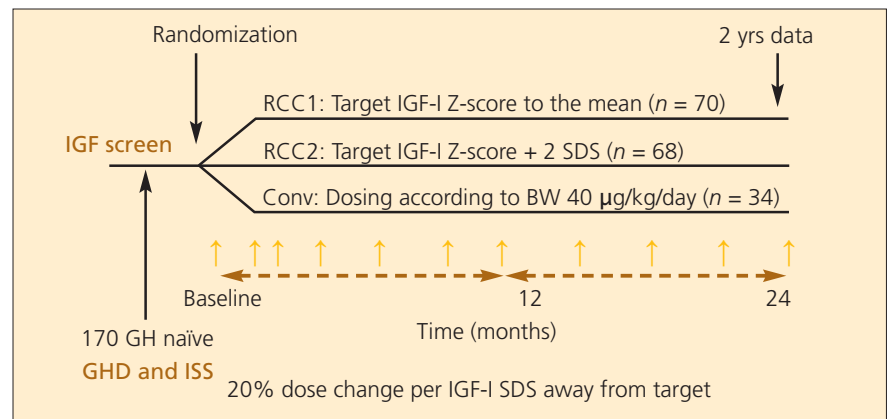 Randomization
2 yrs data
RCC1: Target IGF-I Z-score to the mean (n = 70)
IGF screen
RCC2: Target IGF-I Z-score + 2 SDS (n = 68)
Conv: Dosing according to BW 40 μg/kg/day (n = 34)
Baseline
12
24
Time (months)
170 GH naïve
GHD and ISS
20% dose change per IGF-I SDS away from target